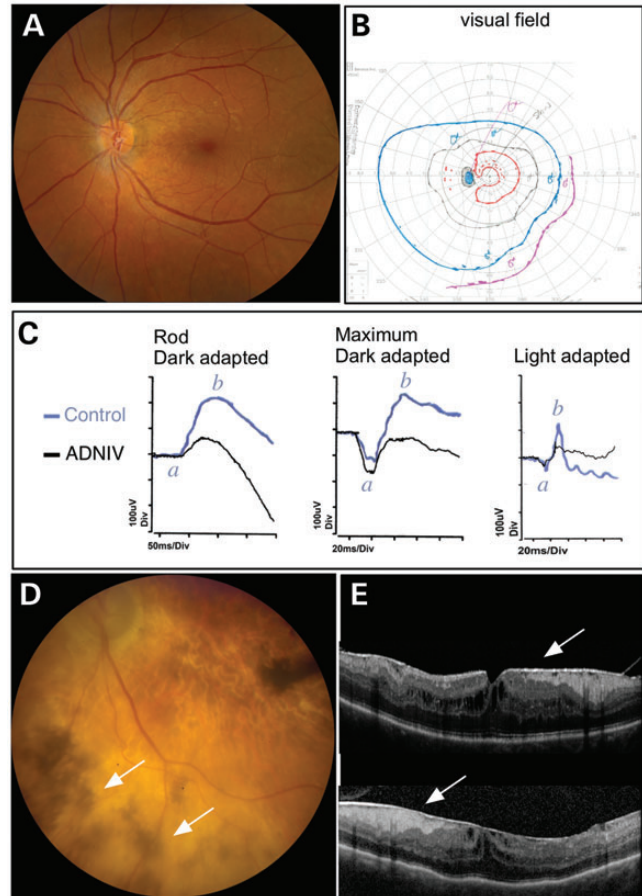 A
B
visual field
C
Rod
Dark adapted
Maximum
Dark adapted
Light adapted
Control
ADNIV
b
a
b
a
b
a
100uV
Div
50ms/Div
100uV
Div
20ms/Div
100uV
Div
20ms/Div
D
E